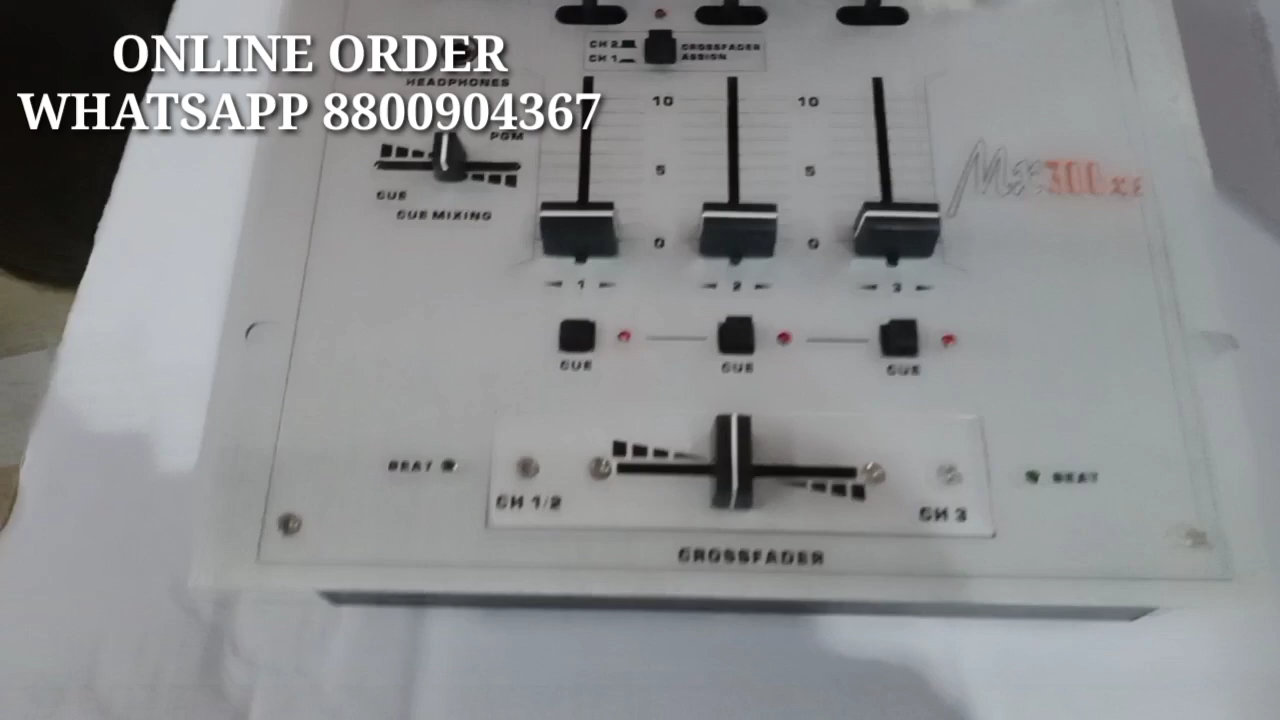 ONLINE ORDER
WHATSAPP 8800904367
CH 2
CH 1
CROSSFADER
ASSIGN
HEADPHONES
PGM
CUE
CUE MIXING
10 10
5 5
0 0
1 2 3
CUE CUE CUE
BEAT
CH 1/2
CH 3
BEAT
CROSSFADER